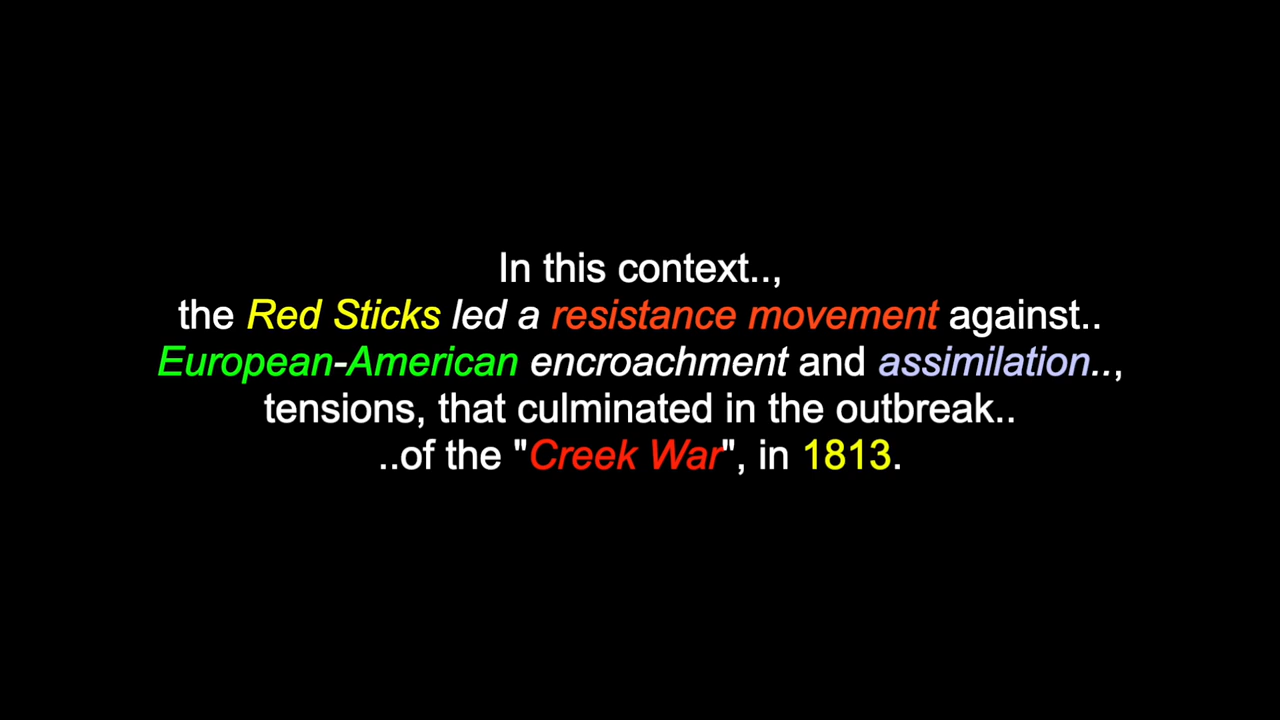 In this context..,
the Red Sticks led a resistance movement against..
European-American encroachment and assimilation..,
tensions, that culminated in the outbreak..
..of the "Creek War", in 1813.